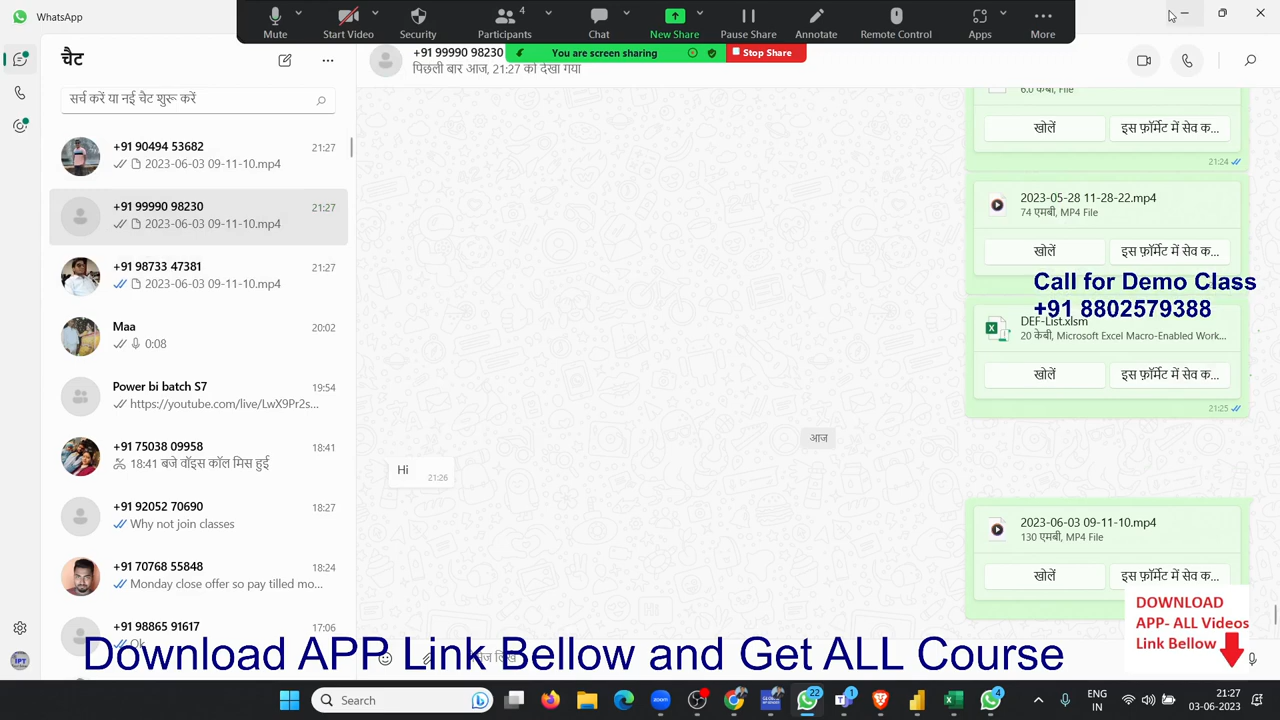 WhatsApp
Mute
Start Video
Security
4
Participants
Chat
New Share
Pause Share
Annotate
Remote Control
Apps
More
You are screen sharing
Stop Share
चैट
+91 99990 98230
पिछली बार आज, 21:27 को देखा गया
सर्च करें या नई चैट शुरू करें
+91 90494 53682
21:27
2023-06-03 09-11-10.mp4
+91 99990 98230
21:27
2023-06-03 09-11-10.mp4
+91 98733 47381
21:27
2023-06-03 09-11-10.mp4
Maa
20:02
0:08
Power bi batch S7
19:54
https://youtube.com/live/LwX9Pr2s...
+91 75038 09958
18:41
18:41 बजे वॉइस कॉल मिस हुई
+91 92052 70690
18:27
Why not join classes
+91 70768 55848
18:24
Monday close offer so pay tilled mo...
+91 98865 91617
17:06
Ok
6.0 केबी, File
खोलें
इस फ़ॉर्मेट में सेव क...
21:24
2023-05-28 11-28-22.mp4
74 एमबी, MP4 File
खोलें
इस फ़ॉर्मेट में सेव क...
Call for Demo Class
+91 8802579388
DEF-List.xlsm
20 केबी, Microsoft Excel Macro-Enabled Work...
खोलें
इस फ़ॉर्मेट में सेव क...
21:25
आज
Hi
21:26
2023-06-03 09-11-10.mp4
130 एमबी, MP4 File
खोलें
इस फ़ॉर्मेट में सेव क...
DOWNLOAD
APP- ALL Videos
Link Bellow
Download APP Link Bellow and Get ALL Course
IPT
Search
22
1
4
ENG
IN
21:27
03-06-2023